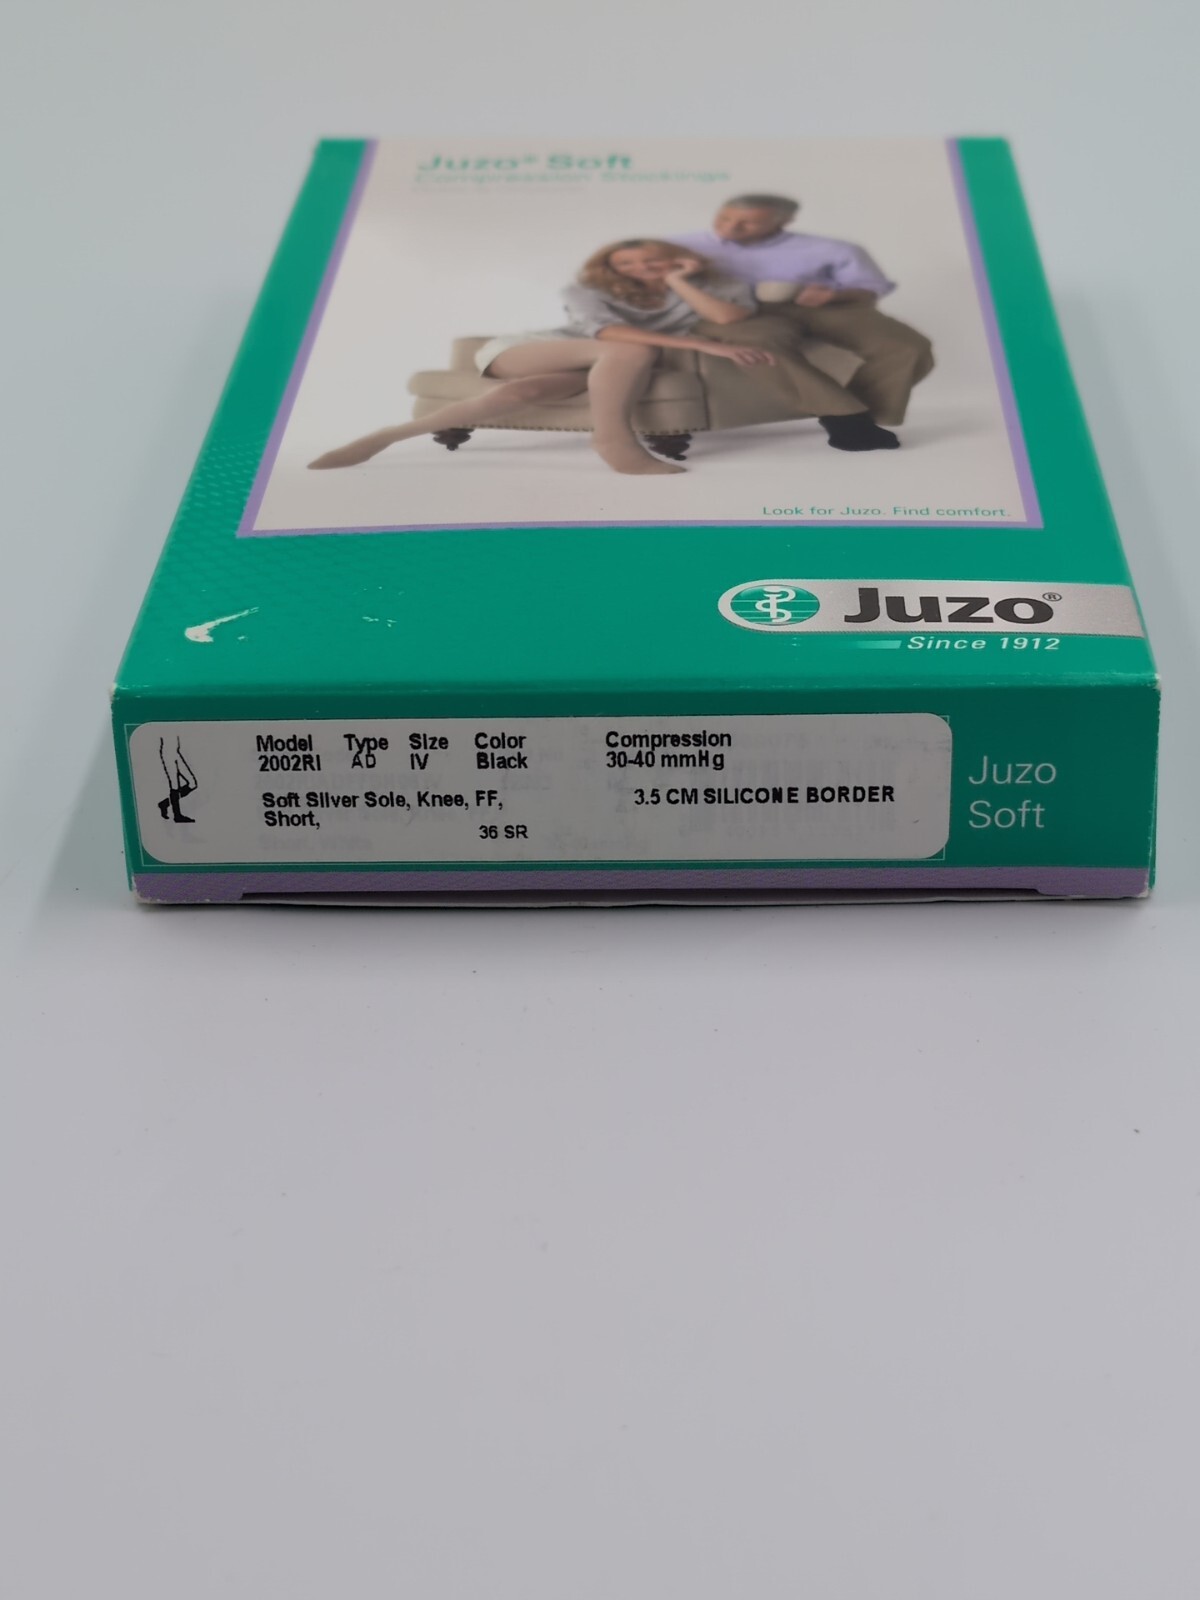 Juzo® Soft
Compression Stockings
Look for Juzo. Find comfort.
Juzo®
Since 1912
Model Type Size Color Compression
2002RI AD IV Black 30-40 mmHg
Soft Silver Sole, Knee, FF, 3.5 CM SILICONE BORDER
Short,
36 SR
Juzo
Soft